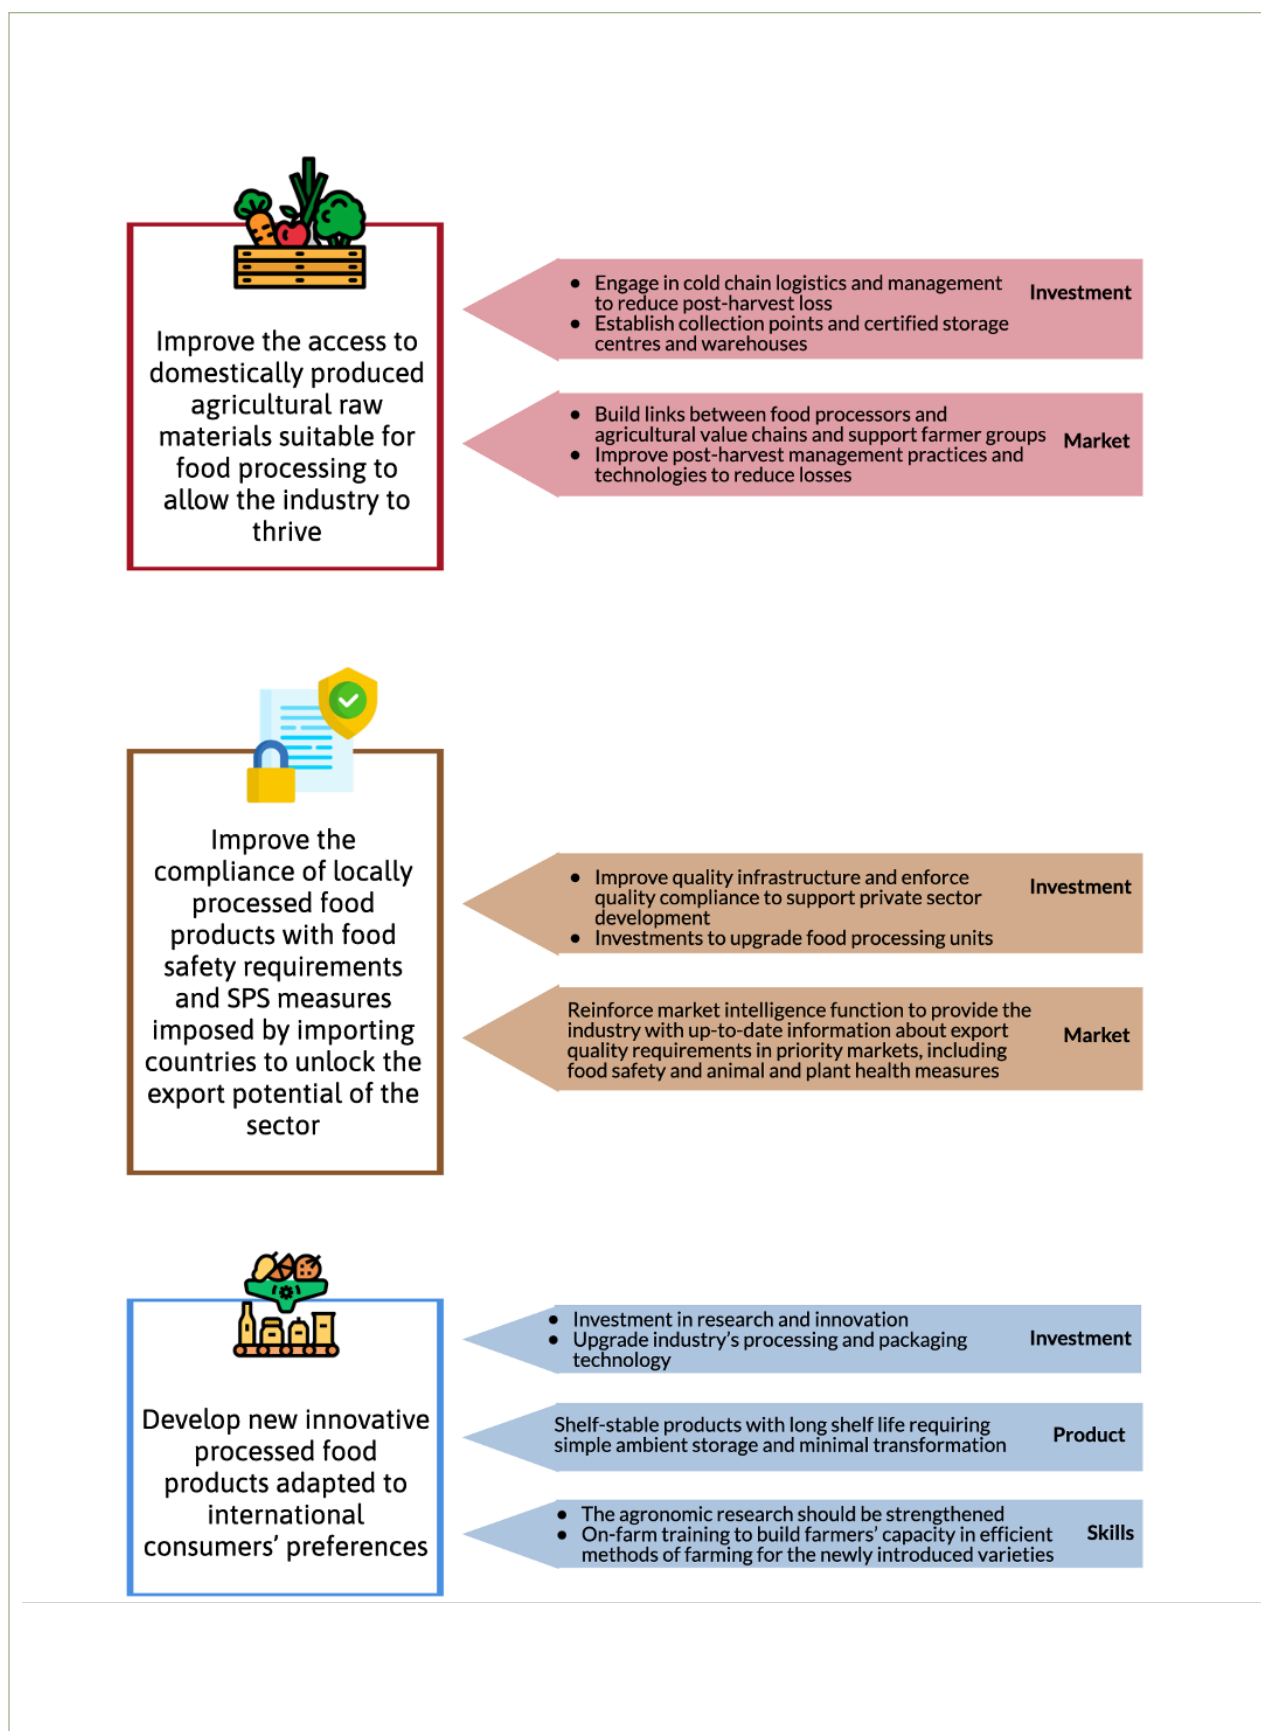 Improve the access to
domestically produced
agricultural raw
materials suitable for
food processing to
allow the industry to
thrive
● Engage in cold chain logistics and management
to reduce post-harvest loss
● Establish collection points and certified storage
centres and warehouses
Investment
● Build links between food processors and
agricultural value chains and support farmer groups
● Improve post-harvest management practices and
technologies to reduce losses
Market
Improve the
compliance of locally
processed food
products with food
safety requirements
and SPS measures
imposed by importing
countries to unlock the
export potential of the
sector
● Improve quality infrastructure and enforce
quality compliance to support private sector
development
● Investments to upgrade food processing units
Investment
Reinforce market intelligence function to provide the
industry with up-to-date information about export
quality requirements in priority markets, including
food safety and animal and plant health measures
Market
Develop new innovative
processed food
products adapted to
international
consumers’ preferences
● Investment in research and innovation
● Upgrade industry’s processing and packaging
technology
Investment
Shelf-stable products with long shelf life requiring
simple ambient storage and minimal transformation
Product
● The agronomic research should be strengthened
● On-farm training to build farmers’ capacity in efficient
methods of farming for the newly introduced varieties
Skills